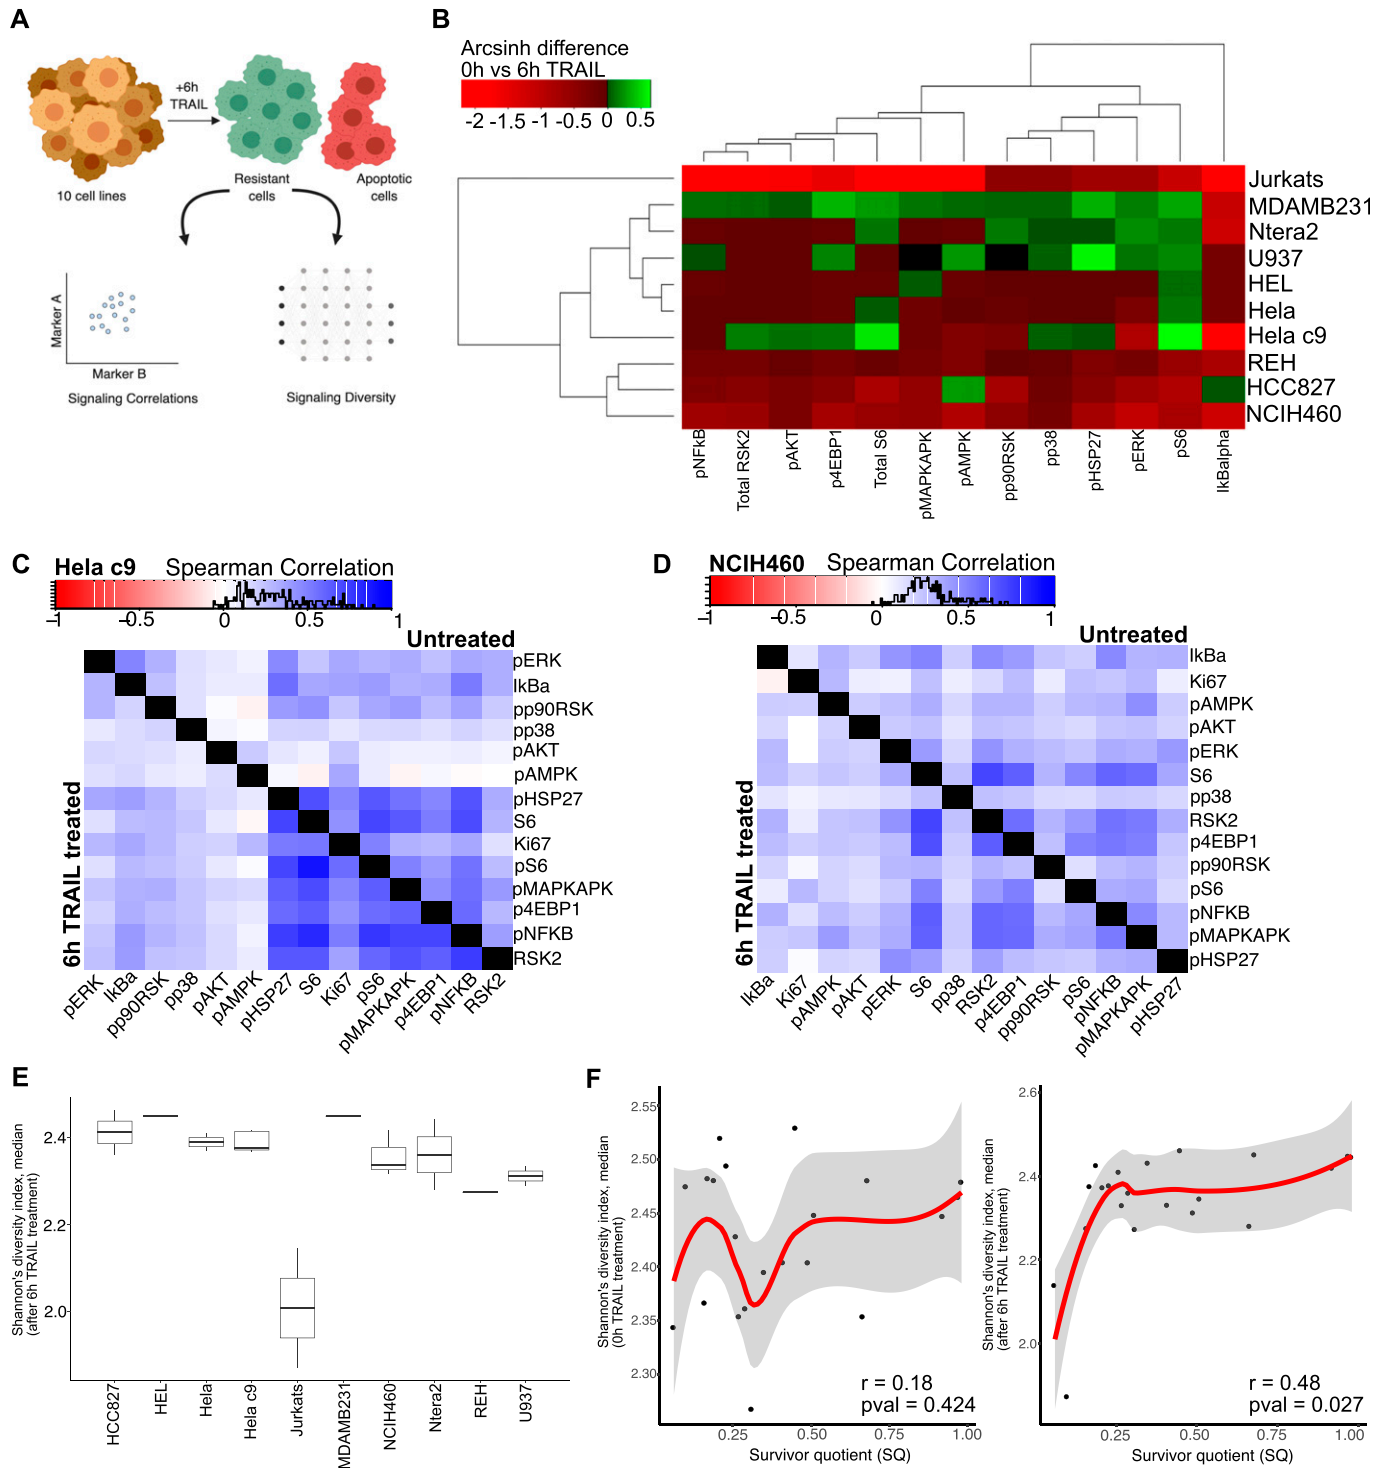 A
+6h
TRAIL
10 cell lines
Resistant
cells
Apoptotic
cells
Marker A
Marker B
Signaling Correlations
Signaling Diversity
B
Arcsinh difference
0h vs 6h TRAIL
-2 -1.5 -1 -0.5 0 0.5
Jurkats
MDAMB231
Ntera2
U937
HEL
Hela
Hela c9
REH
HCC827
NCIH460
pNFkB
Total RSK2
pAKT
p4EBP1
Total S6
pMAPKAPK
pAMPK
pp90RSK
pp38
pHSP27
pERK
pS6
IkBalpha
C
Hela c9 Spearman Correlation
-1 -0.5 0 0.5 1
Untreated
6h TRAIL treated
pERK
IkBa
pp90RSK
pp38
pAKT
pAMPK
pHSP27
S6
Ki67
pS6
pMAPKAPK
p4EBP1
pNFKB
RSK2
pERK
IkBa
pp90RSK
pp38
pAKT
pAMPK
pHSP27
S6
Ki67
pS6
pMAPKAPK
p4EBP1
pNFKB
RSK2
D
NCIH460 Spearman Correlation
-1 -0.5 0 0.5 1
Untreated
6h TRAIL treated
IkBa
Ki67
pAMPK
pAKT
pERK
S6
pp38
RSK2
p4EBP1
pp90RSK
pS6
pNFKB
pMAPKAPK
pHSP27
IkBa
Ki67
pAMPK
pAKT
pERK
S6
pp38
RSK2
p4EBP1
pp90RSK
pS6
pNFKB
pMAPKAPK
pHSP27
E
Shannon's diversity index, median
(after 6h TRAIL treatment)
2.4
2.2
2.0
HCC827
HEL
Hela
Hela c9
Jurkats
MDAMB231
NCIH460
Ntera2
REH
U937
F
Shannon's diversity index, median
(0h TRAIL treatment)
2.55
2.50
2.45
2.40
2.35
2.30
r = 0.18
pval = 0.424
0.25 0.50 0.75 1.00
Survivor quotient (SQ)
Shannon's diversity index, median
(after 6h TRAIL treatment)
2.6
2.4
2.2
2.0
r = 0.48
pval = 0.027
0.25 0.50 0.75 1.00
Survivor quotient (SQ)